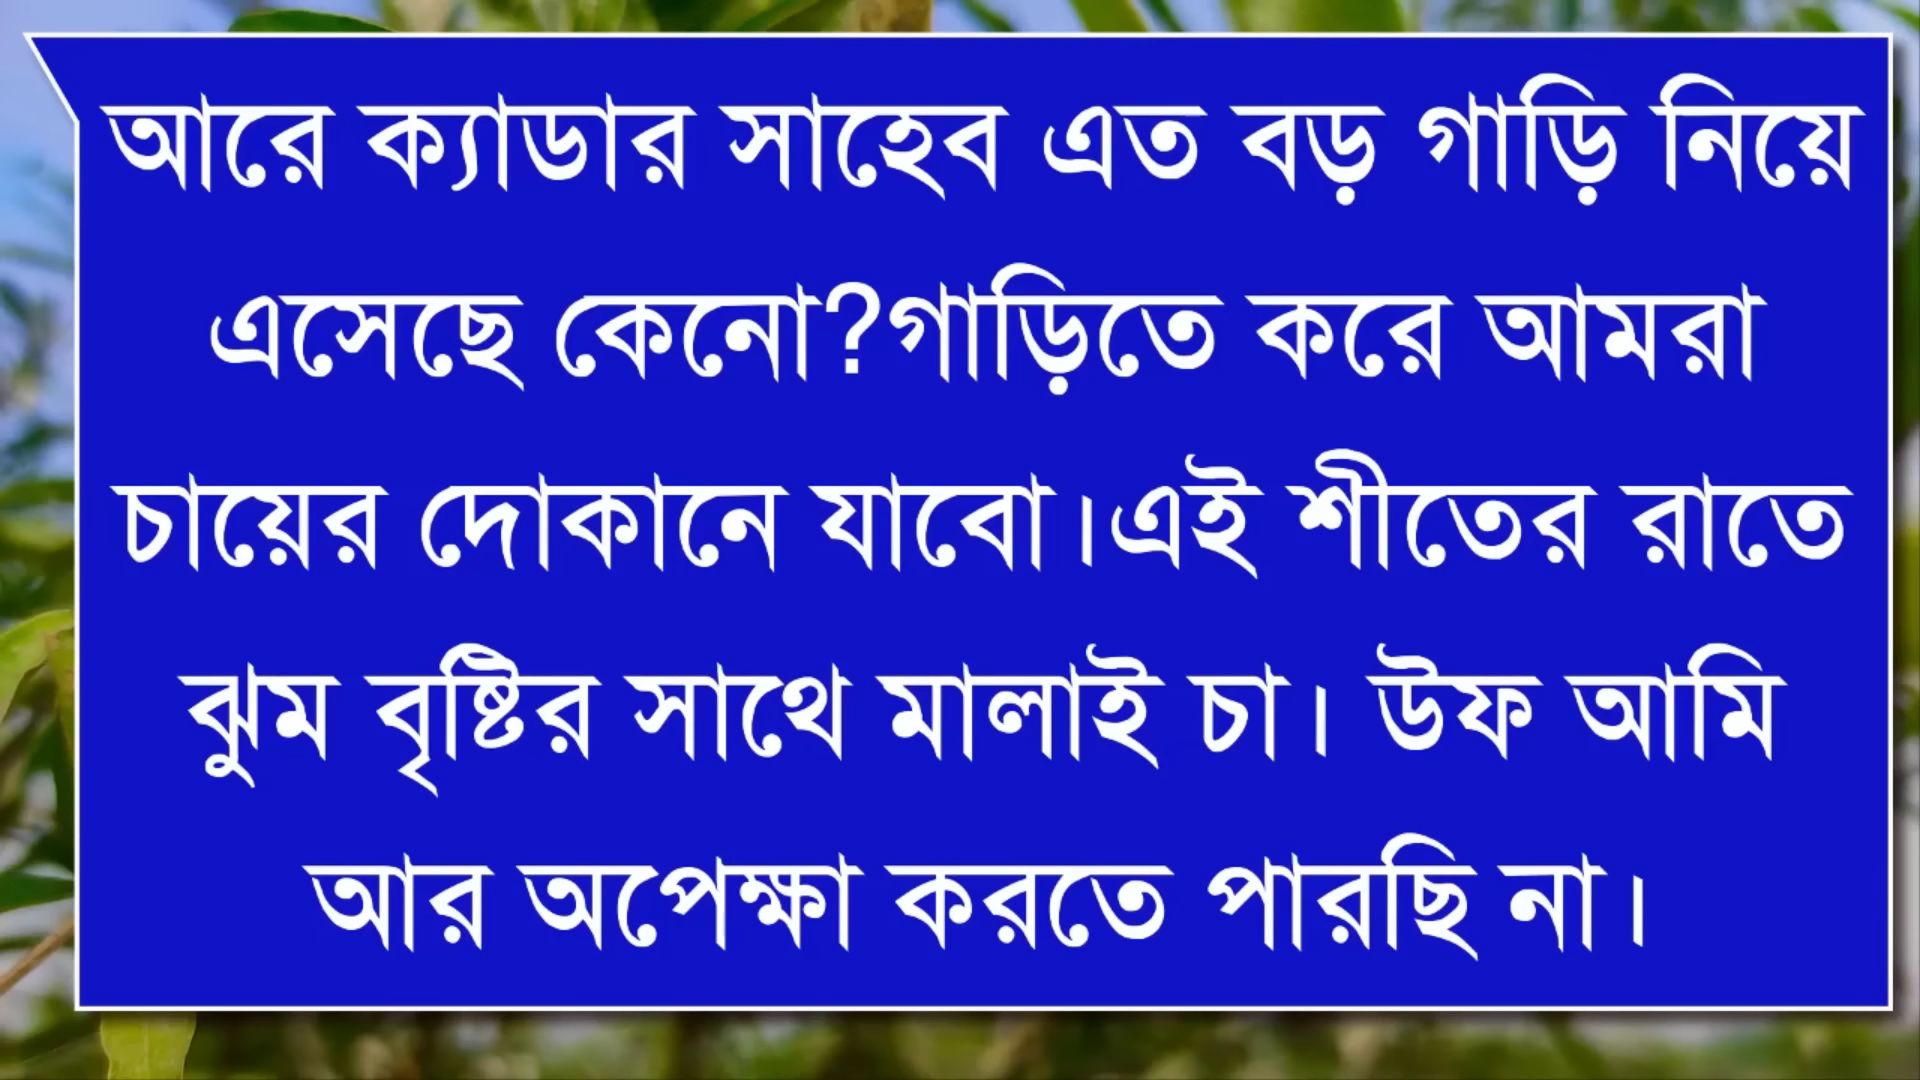 আরে ক্যাডার সাহেব এত বড় গাড়ি নিয়ে
এসেছে কেনো?গাড়িতে করে আমরা
চায়ের দোকানে যাবো।এই শীতের রাতে
ঝুম বৃষ্টির সাথে মালাই চা। উফ আমি
আর অপেক্ষা করতে পারছি না।